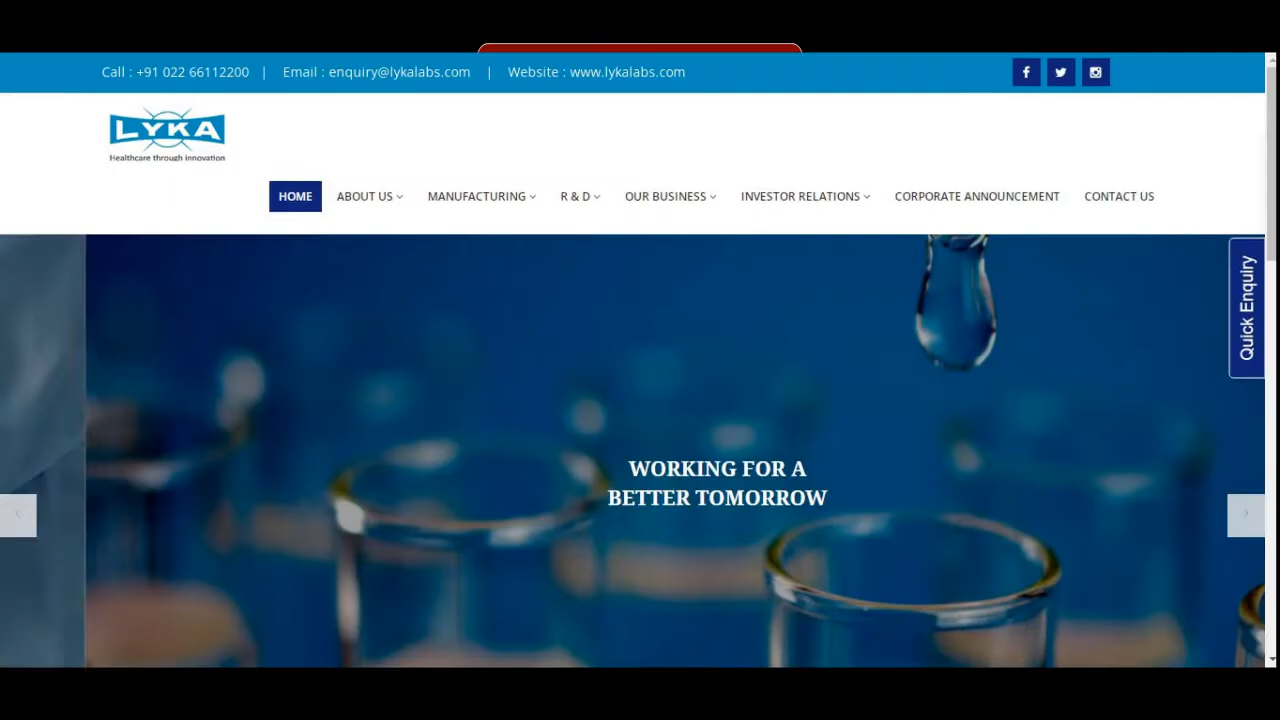 Call : +91 022 66112200 | Email : enquiry@lykalabs.com | Website : www.lykalabs.com
LYKA
Healthcare through innovation
HOME ABOUT US MANUFACTURING R & D OUR BUSINESS INVESTOR RELATIONS CORPORATE ANNOUNCEMENT CONTACT US
Quick Enquiry
WORKING FOR A
BETTER TOMORROW